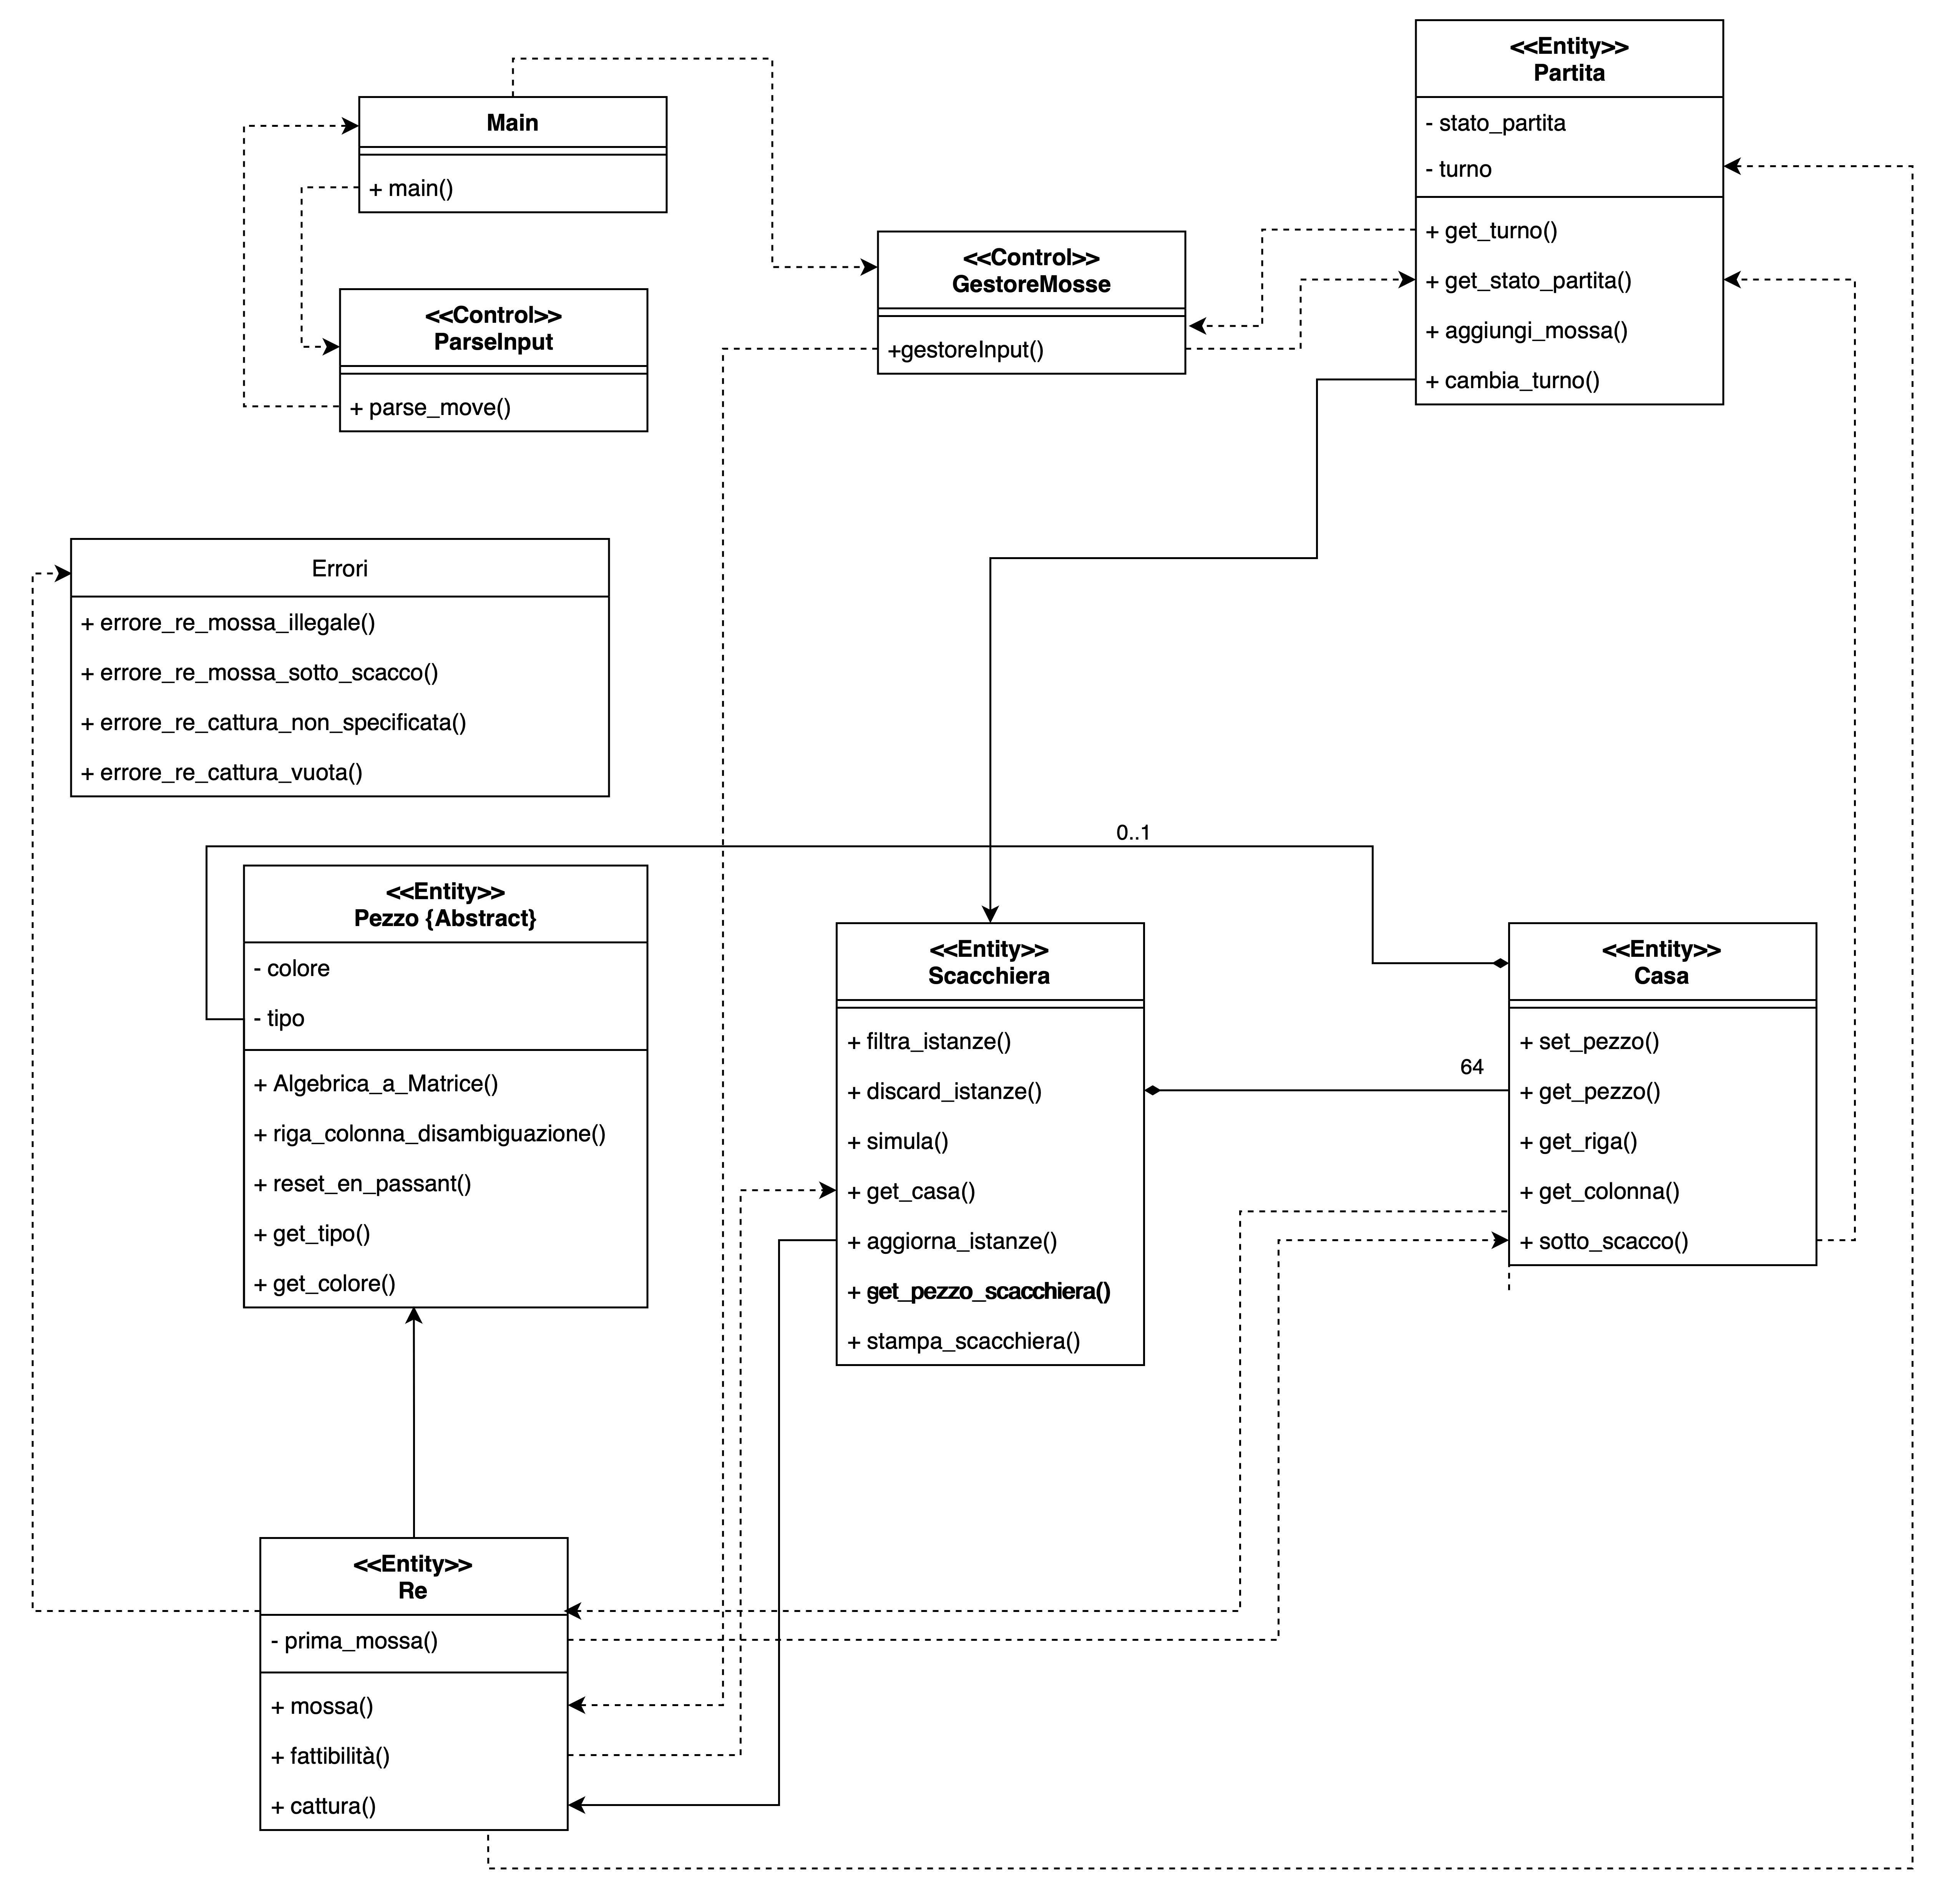 <<Entity>>
Partita
- stato_partita
- turno
+ get_turno()
+ get_stato_partita()
+ aggiungi_mossa()
+ cambia_turno()
Main
+ main()
<<Control>>
GestoreMosse
+gestoreInput()
<<Control>>
ParseInput
+ parse_move()
Errori
+ errore_re_mossa_illegale()
+ errore_re_mossa_sotto_scacco()
+ errore_re_cattura_non_specificata()
+ errore_re_cattura_vuota()
0..1
<<Entity>>
Pezzo {Abstract}
- colore
- tipo
+ Algebrica_a_Matrice()
+ riga_colonna_disambiguazione()
+ reset_en_passant()
+ get_tipo()
+ get_colore()
<<Entity>>
Scacchiera
+ filtra_istanze()
+ discard_istanze()
+ simula()
+ get_casa()
+ aggiorna_istanze()
+ stampa_scacchiera()
64
<<Entity>>
Casa
+ set_pezzo()
+ get_pezzo()
+ get_riga()
+ get_colonna()
+ sotto_scacco()
<<Entity>>
Re
- prima_mossa()
+ mossa()
+ fattibilità()
+ cattura()